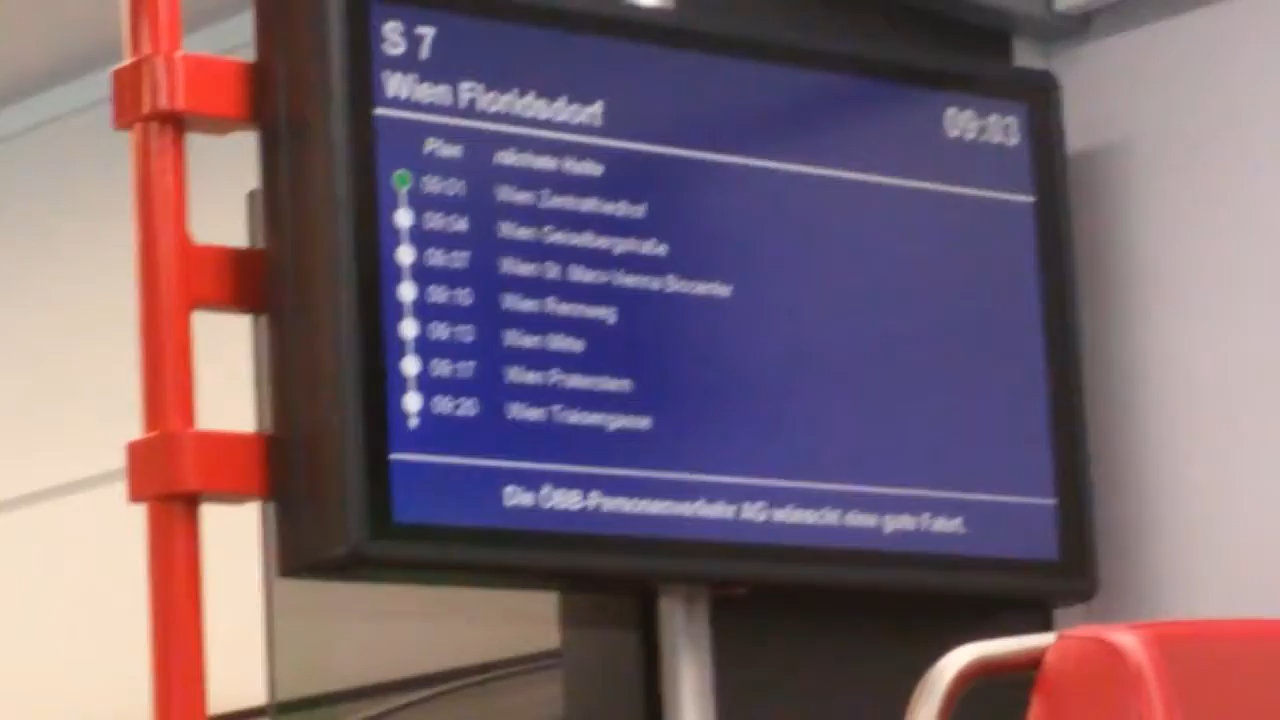 S 7
Wien Floridsdorf
09:03
Plan nächste Halte
09:01 Wien Zentralfriedhof
09:04 Wien Geiselbergstraße
09:07 Wien St. Marx-Vienna Biocenter
09:10 Wien Rennweg
09:13 Wien Mitte
09:17 Wien Praterstern
09:20 Wien Traisengasse
Die ÖBB-Personenverkehr AG wünscht eine gute Fahrt.